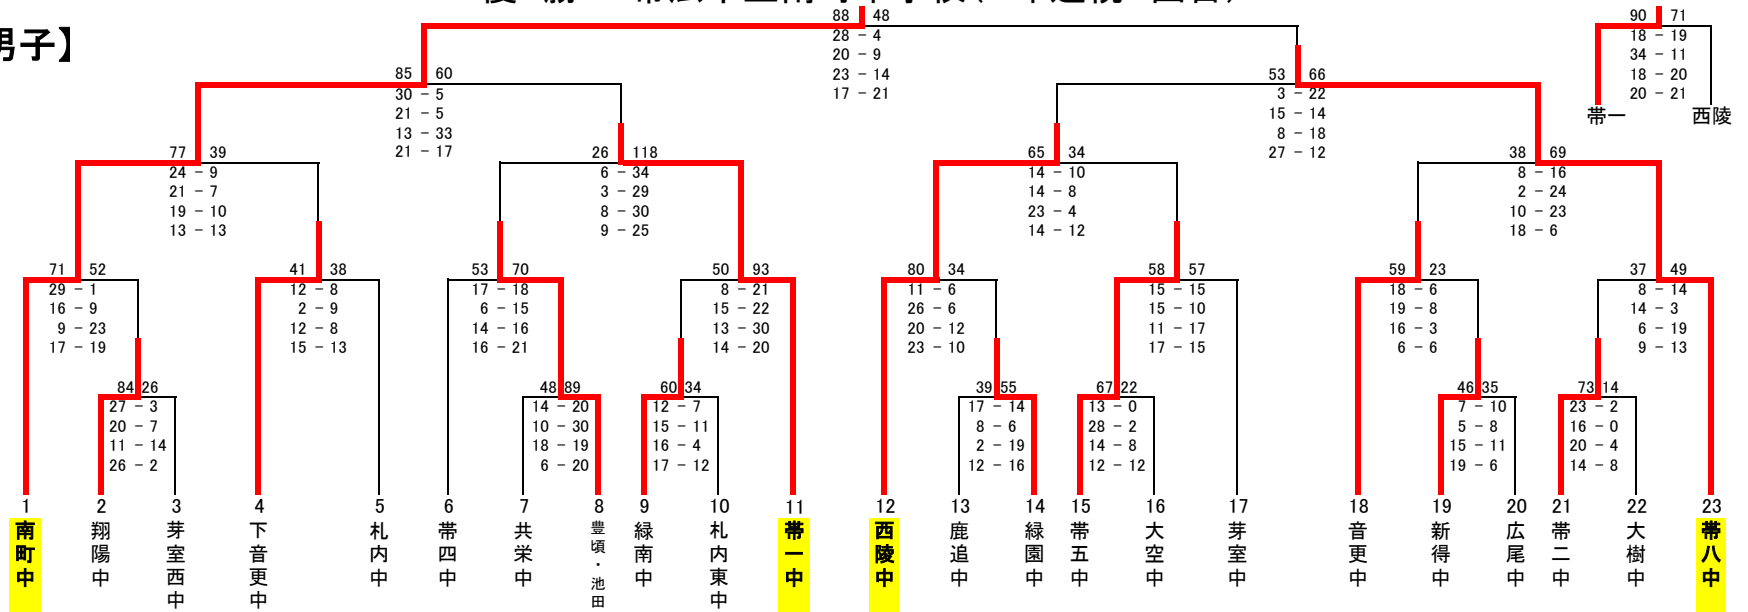 男子】
88 48
28 - 4
20 - 9
23 - 14
17 - 21
90 71
18 - 19
34 - 11
18 - 20
20 - 21
帯一 西陵
85 60
30 - 5
21 - 5
13 - 33
21 - 17
53 66
3 - 22
15 - 14
8 - 18
27 - 12
77 39
24 - 9
21 - 7
19 - 10
13 - 13
26 118
6 - 34
3 - 29
8 - 30
9 - 25
65 34
14 - 10
14 - 8
23 - 4
14 - 12
38 69
8 - 16
2 - 24
10 - 23
18 - 6
71 52
29 - 1
16 - 9
9 - 23
17 - 19
41 38
12 - 8
2 - 9
12 - 8
15 - 13
53 70
17 - 18
6 - 15
14 - 16
16 - 21
50 93
8 - 21
15 - 22
13 - 30
14 - 20
80 34
11 - 6
26 - 6
20 - 12
23 - 10
58 57
15 - 15
15 - 10
11 - 17
17 - 15
59 23
18 - 6
19 - 8
16 - 3
6 - 6
37 49
8 - 14
14 - 3
6 - 19
9 - 13
84 26
27 - 3
20 - 7
11 - 14
26 - 2
48 89
14 - 20
10 - 30
18 - 19
6 - 20
60 34
12 - 7
15 - 11
16 - 4
17 - 12
39 55
17 - 14
8 - 6
2 - 19
12 - 16
67 22
13 - 0
28 - 2
14 - 8
12 - 12
46 35
7 - 10
5 - 8
15 - 11
19 - 6
73 14
23 - 2
16 - 0
20 - 4
14 - 8
1 南町中
2 翔陽中
3 芽室西中
4 下音更中
5 札内中
6 帯四中
7 共栄中
8 豊頃・池田
9 緑南中
10 札内東中
11 帯一中
12 西陵中
13 鹿追中
14 緑園中
15 帯五中
16 大空中
17 芽室中
18 音更中
19 新得中
20 広尾中
21 帯二中
22 大樹中
23 帯八中